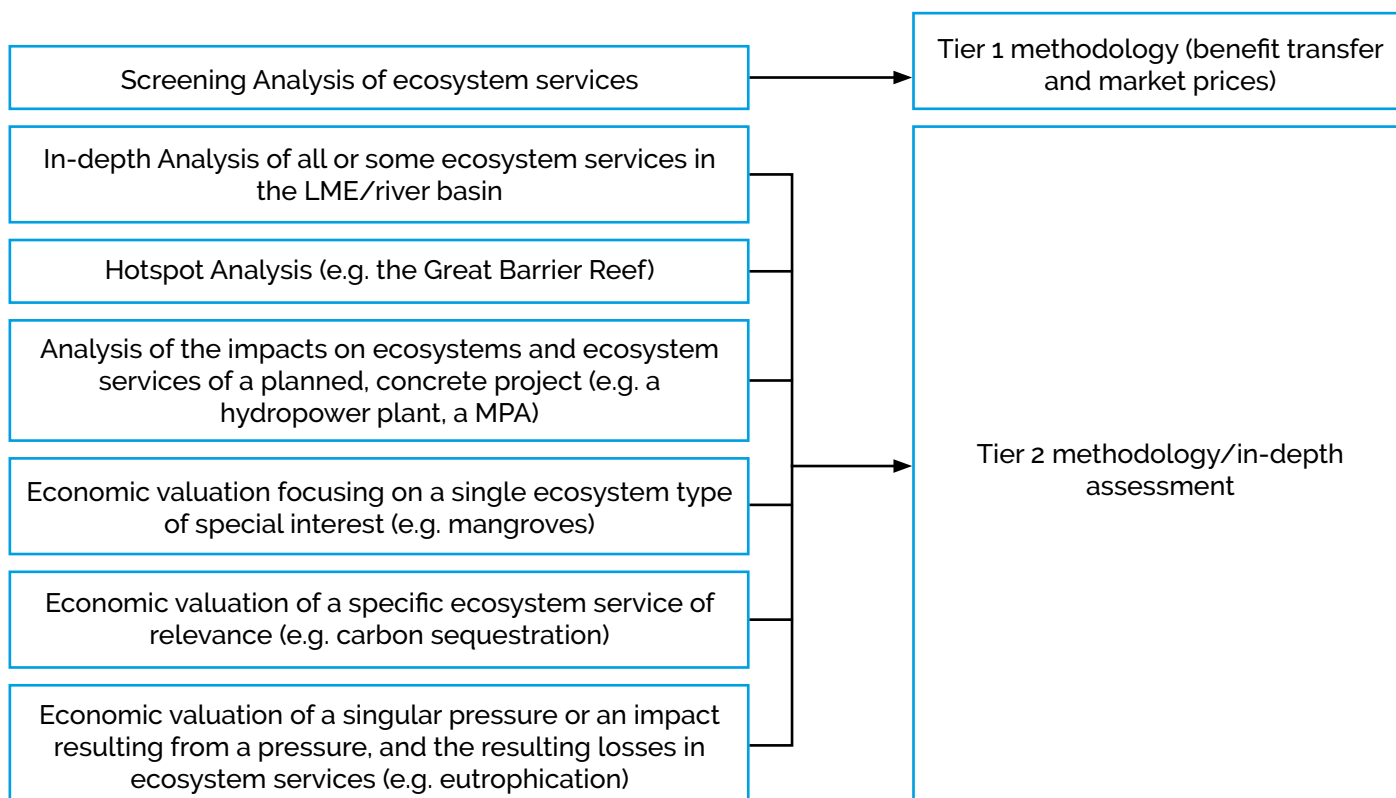 Screening Analysis of ecosystem services
Tier 1 methodology (benefit transfer
and market prices)
In-depth Analysis of all or some ecosystem services in
the LME/river basin
Hotspot Analysis (e.g. the Great Barrier Reef)
Analysis of the impacts on ecosystems and ecosystem
services of a planned, concrete project (e.g. a
hydropower plant, a MPA)
Economic valuation focusing on a single ecosystem type
of special interest (e.g. mangroves)
Economic valuation of a specific ecosystem service of
relevance (e.g. carbon sequestration)
Economic valuation of a singular pressure or an impact
resulting from a pressure, and the resulting losses in
ecosystem services (e.g. eutrophication)
Tier 2 methodology/in-depth
assessment